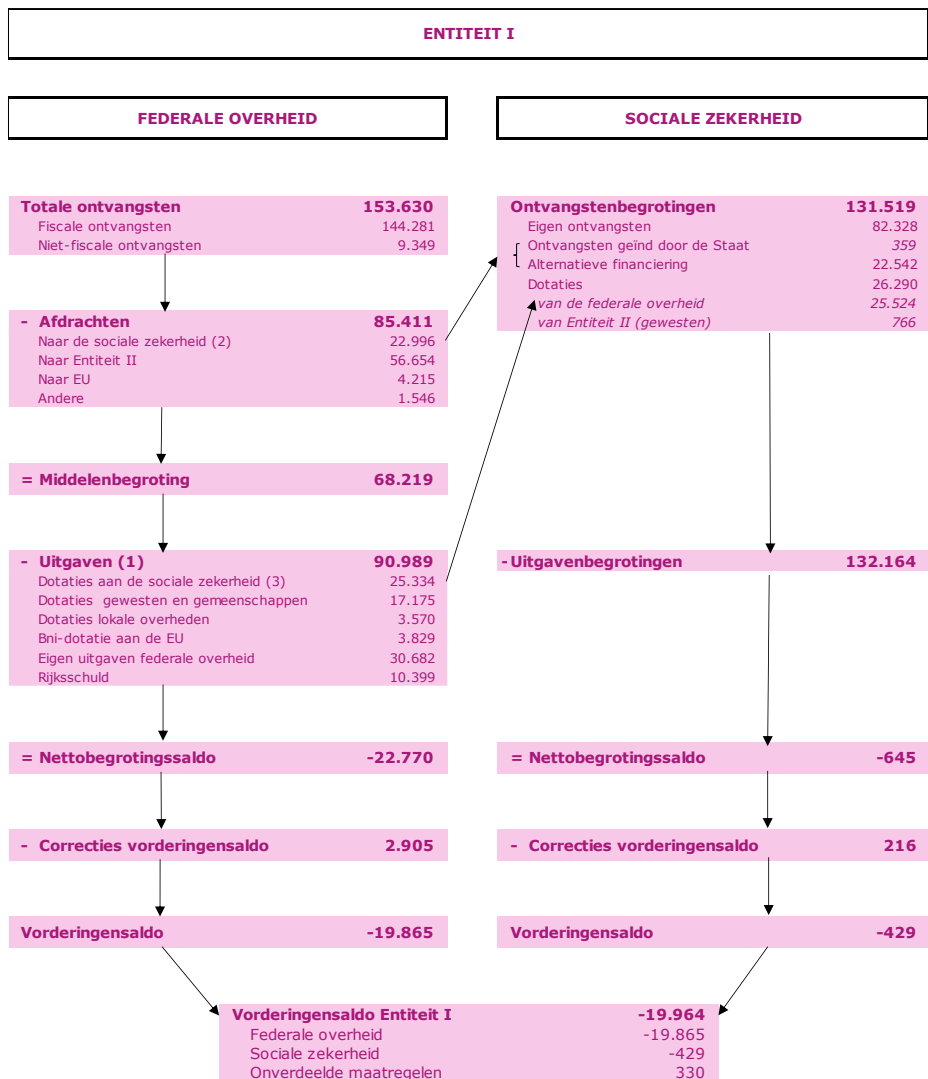 ENTITEIT I
FEDERALE OVERHEID
Totale ontvangsten 153.630
Fiscale ontvangsten 144.281
Niet-fiscale ontvangsten 9.349
- Afdrachten 85.411
Naar de sociale zekerheid (2) 22.996
Naar Entiteit II 56.654
Naar EU 4.215
Andere 1.546
= Middelenbegroting 68.219
- Uitgaven (1) 90.989
Dotaties aan de sociale zekerheid (3) 25.334
Dotaties gewesten en gemeenschappen 17.175
Dotaties lokale overheden 3.570
Bni-dotatie aan de EU 3.829
Eigen uitgaven federale overheid 30.682
Rijksschuld 10.399
= Nettobegrotingssaldo -22.770
- Correcties vorderingensaldo 2.905
Vorderingensaldo -19.865
SOCIALE ZEKERHEID
Ontvangstenbegrotingen 131.519
Eigen ontvangsten 82.328
Ontvangsten geïnd door de Staat 359
Alternatieve financiering 22.542
Dotaties 26.290
van de federale overheid 25.524
van Entiteit II (gewesten) 766
- Uitgavenbegrotingen 132.164
= Nettobegrotingssaldo -645
- Correcties vorderingensaldo 216
Vorderingensaldo -429
Vorderingensaldo Entiteit I -19.964
Federale overheid -19.865
Sociale zekerheid -429
Onverdeelde maatregelen 330